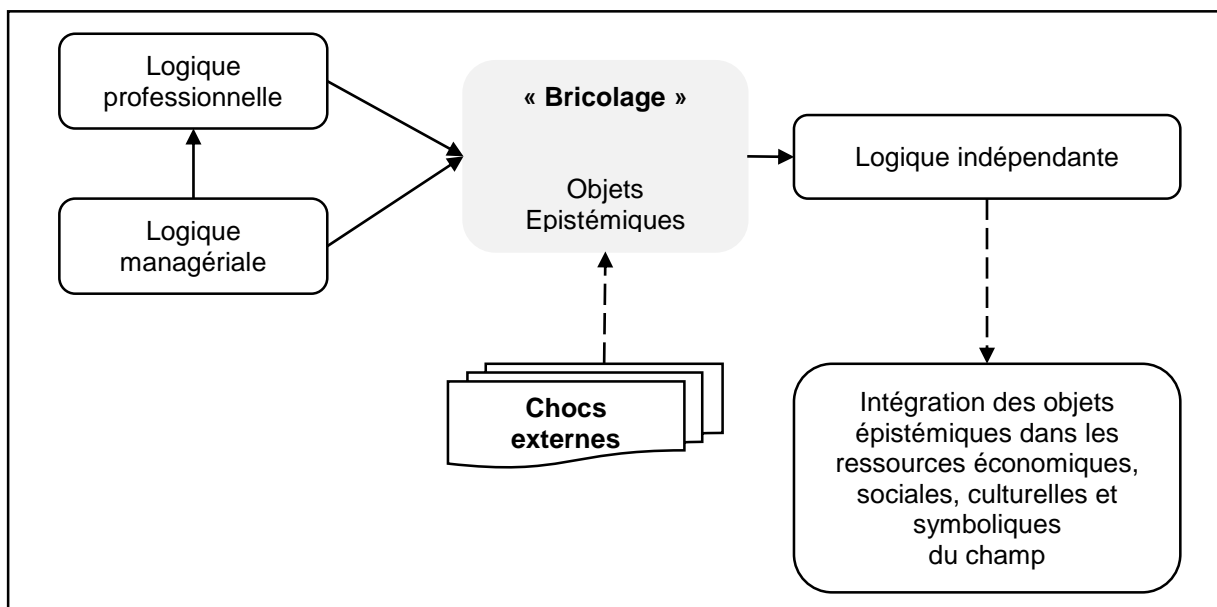 Logique
professionnelle
Logique
managériale
« Bricolage »
Objets
Epistémiques
Chocs
externes
Logique indépendante
Intégration des objets
épistémiques dans les
ressources économiques,
sociales, culturelles et
symboliques
du champ